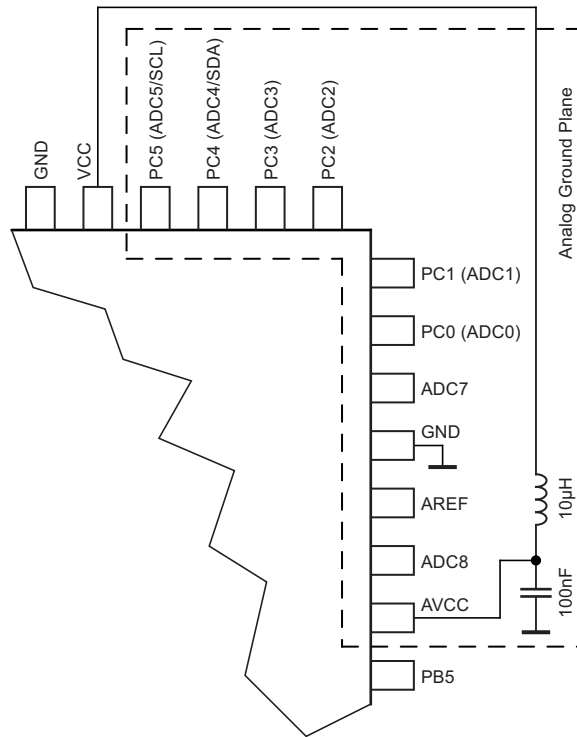 GND
VCC
PC5 (ADC5/SCL)
PC4 (ADC4/SDA)
PC3 (ADC3)
PC2 (ADC2)
Analog Ground Plane
PC1 (ADC1)
PC0 (ADC0)
ADC7
GND
AREF
10μH
ADC8
AVCC
100nF
PB5